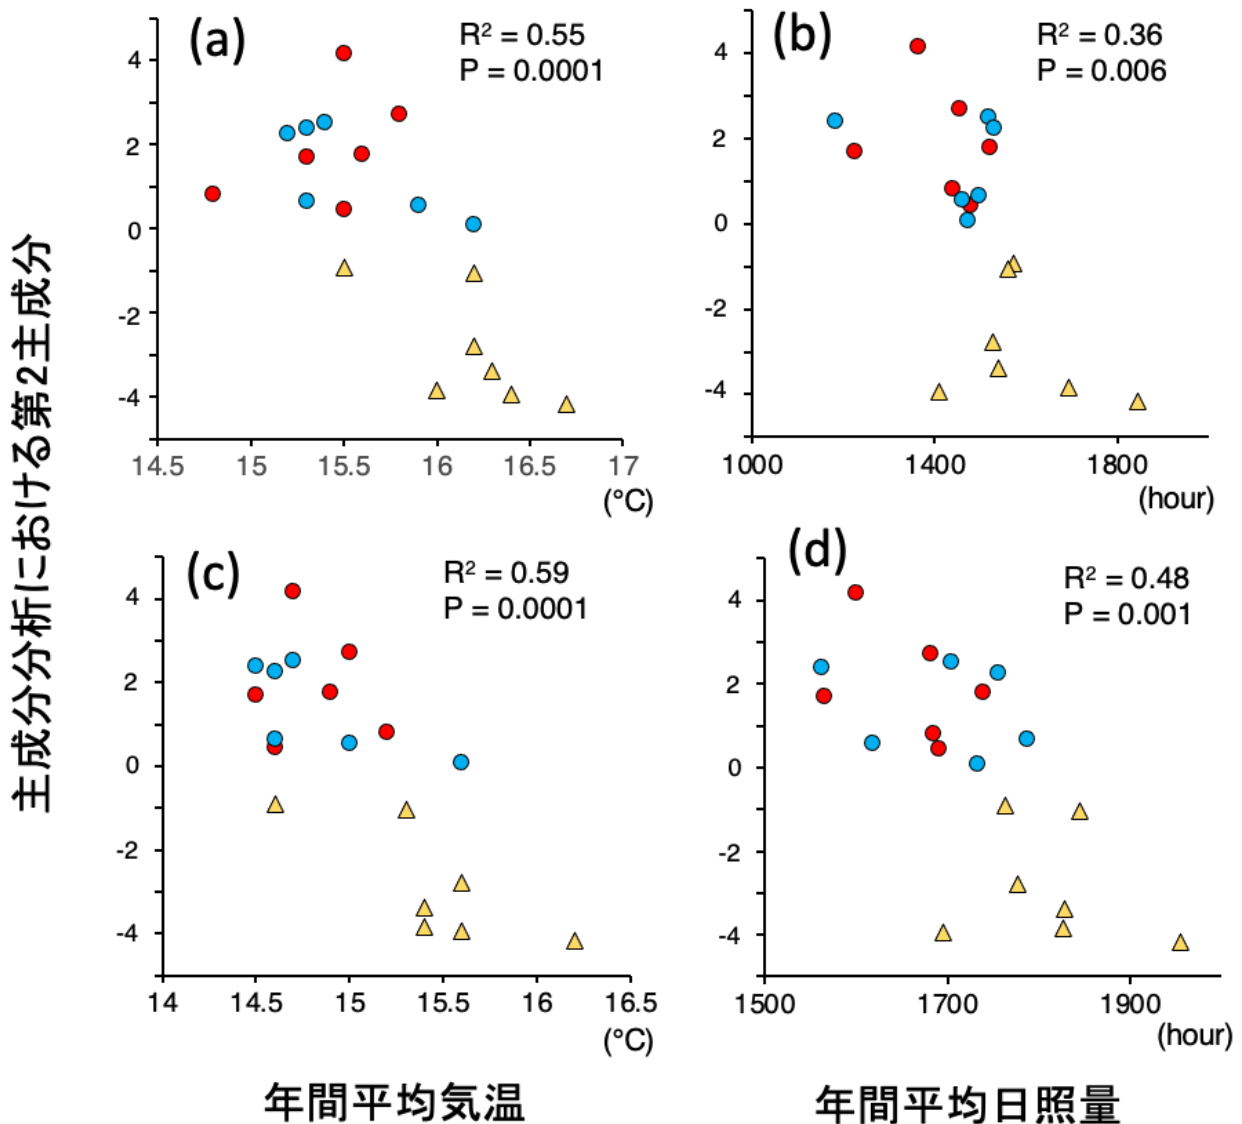 主成分分析における第2主成分
(a)
R² = 0.55
P = 0.0001
4
2
0
-2
-4
14.5 15 15.5 16 16.5 17
(°C)
(b)
R² = 0.36
P = 0.006
4
2
0
-2
-4
1000 1400 1800
(hour)
(c)
R² = 0.59
P = 0.0001
4
2
0
-2
-4
14 14.5 15 15.5 16 16.5
(°C)
(d)
R² = 0.48
P = 0.001
4
2
0
-2
-4
1500 1700 1900
(hour)
年間平均気温
年間平均日照量